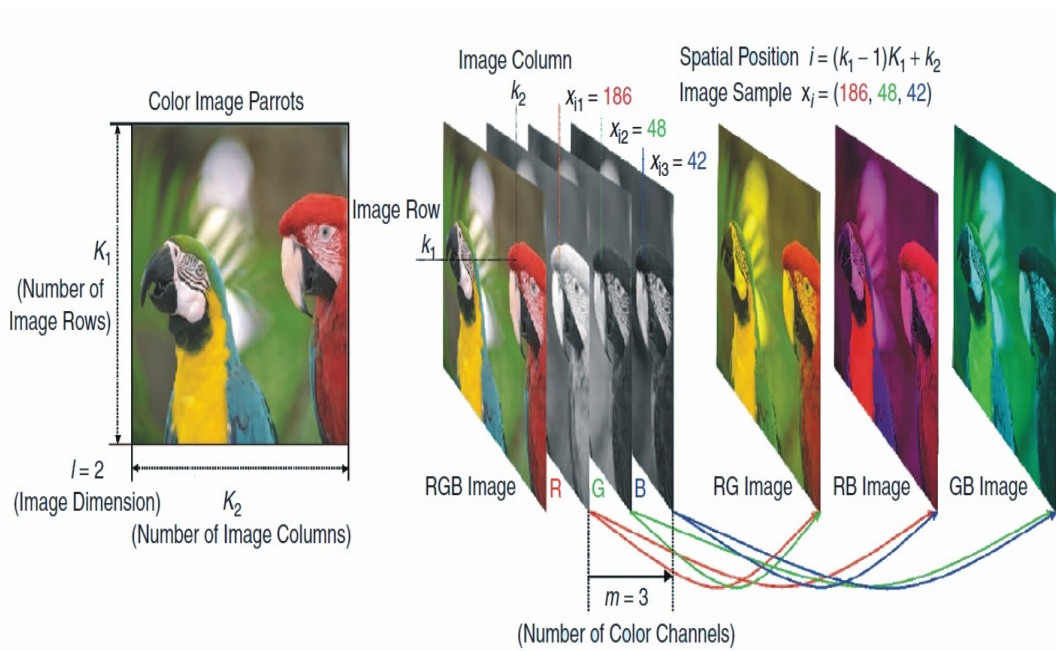 Color Image Parrots
K₁
(Number of
Image Rows)
l = 2
(Image Dimension)
K₂
(Number of Image Columns)
Image Column
k₂
Image Row
k₁
xᵢ₁ = 186
xᵢ₂ = 48
xᵢ₃ = 42
Spatial Position i = (k₁ – 1)K₁ + k₂
Image Sample xᵢ = (186, 48, 42)
RGB Image
R
G
B
RG Image
RB Image
GB Image
m = 3
(Number of Color Channels)